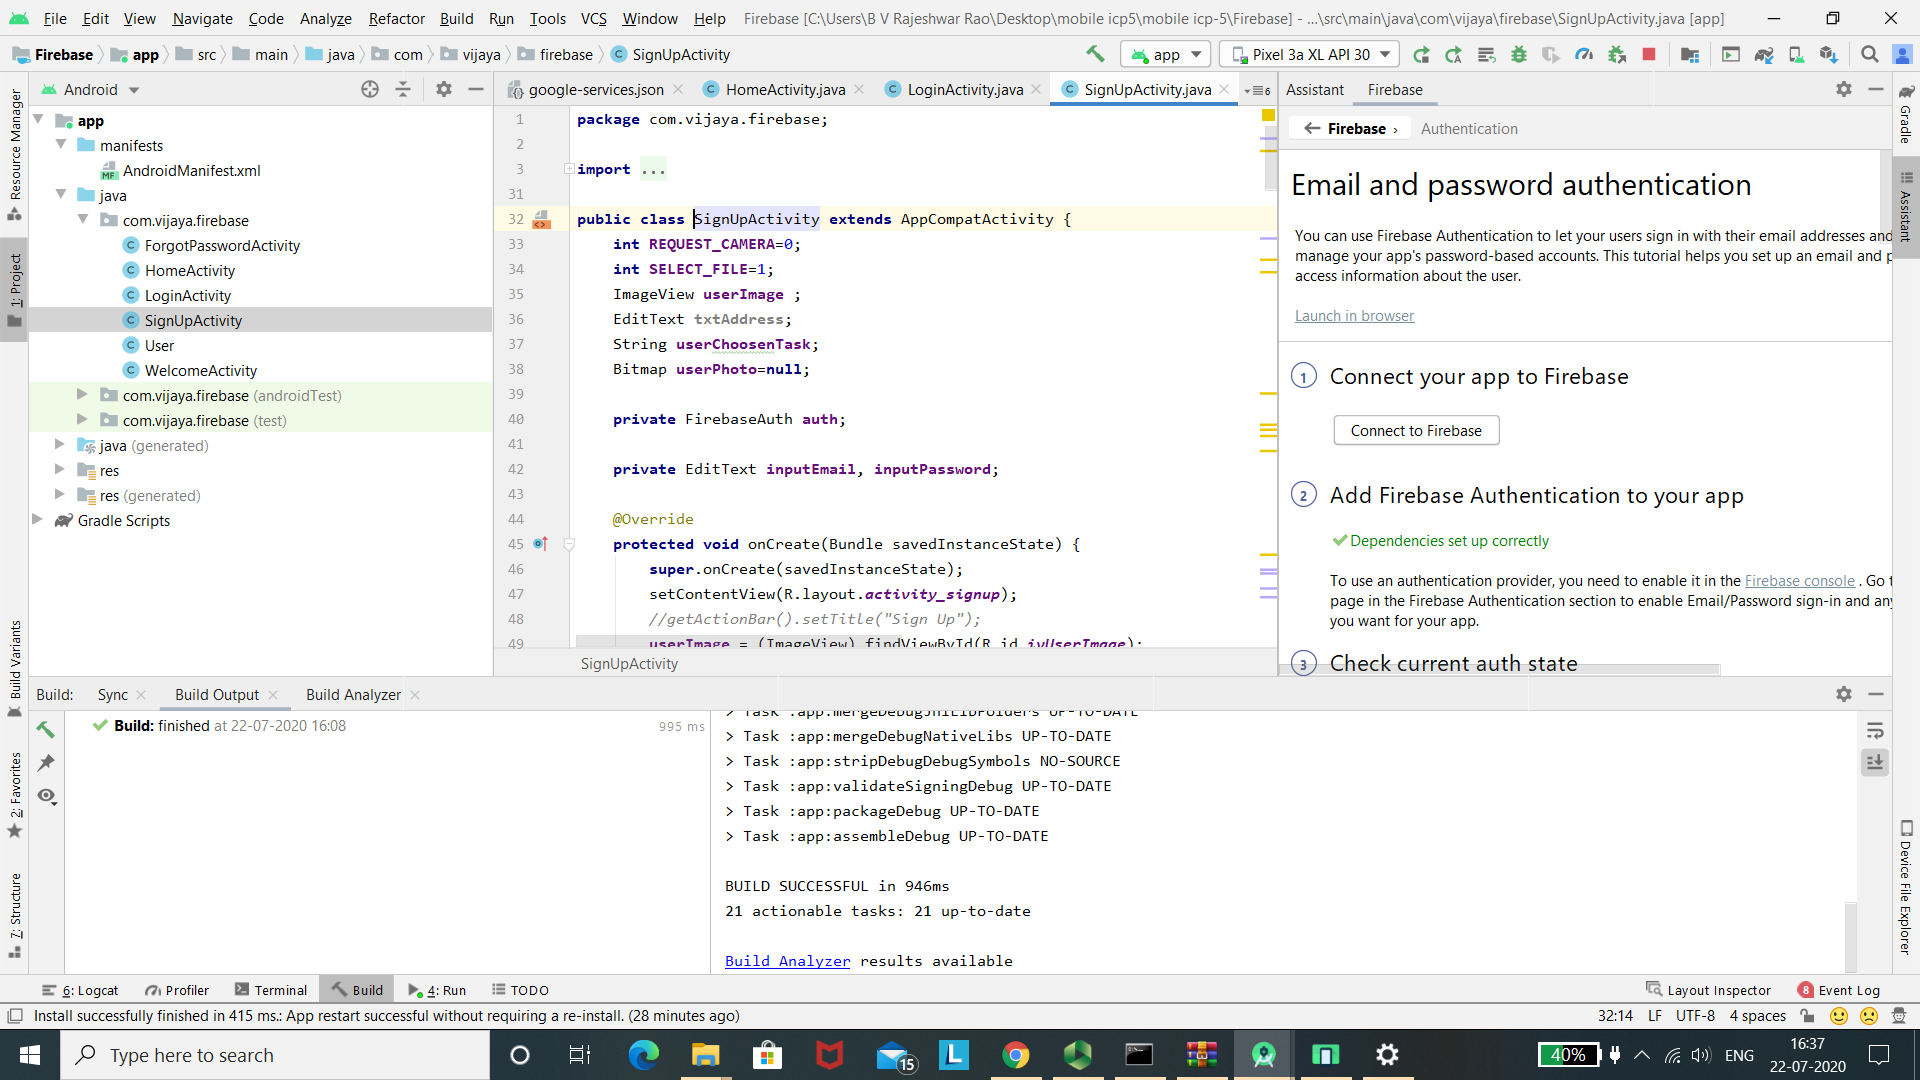 File Edit View Navigate Code Analyze Refactor Build Run Tools VCS Window Help Firebase [C:\Users\B V Rajeshwar Rao\Desktop\mobile icp5\mobile icp-5\Firebase] - ...\src\main\java\com\vijaya\firebase\SignUpActivity.java [app]
Firebase app src main java com vijaya firebase SignUpActivity app Pixel 3a XL API 30
Android google-services.json HomeActivity.java LoginActivity.java SignUpActivity.java 6 Assistant Firebase
Resource Manager
1: Project
Build Variants
2: Favorites
7: Structure
app
manifests
AndroidManifest.xml
java
com.vijaya.firebase
ForgotPasswordActivity
HomeActivity
LoginActivity
SignUpActivity
User
WelcomeActivity
com.vijaya.firebase (androidTest)
com.vijaya.firebase (test)
java (generated)
res
res (generated)
Gradle Scripts
1 package com.vijaya.firebase;
2
3 import ...
31
32 public class SignUpActivity extends AppCompatActivity {
33 int REQUEST_CAMERA=0;
34 int SELECT_FILE=1;
35 ImageView userImage ;
36 EditText txtAddress;
37 String userChoosenTask;
38 Bitmap userPhoto=null;
39
40 private FirebaseAuth auth;
41
42 private EditText inputEmail, inputPassword;
43
44 @Override
45 protected void onCreate(Bundle savedInstanceState) {
46 super.onCreate(savedInstanceState);
47 setContentView(R.layout.activity_signup);
48 //getActionBar().setTitle("Sign Up");
49 userImage = (ImageView) findViewById(R.id.ivUserImage);
SignUpActivity
Firebase › Authentication
Email and password authentication
You can use Firebase Authentication to let your users sign in with their email addresses and
manage your app's password-based accounts. This tutorial helps you set up an email and p
access information about the user.
Launch in browser
1 Connect your app to Firebase
Connect to Firebase
2 Add Firebase Authentication to your app
Dependencies set up correctly
To use an authentication provider, you need to enable it in the Firebase console . Go t
page in the Firebase Authentication section to enable Email/Password sign-in and any
you want for your app.
3 Check current auth state
Gradle
Assistant
Device File Explorer
Build: Sync Build Output Build Analyzer
Build: finished at 22-07-2020 16:08 995 ms
> Task :app:mergeDebugJniLibFolders UP-TO-DATE
> Task :app:mergeDebugNativeLibs UP-TO-DATE
> Task :app:stripDebugDebugSymbols NO-SOURCE
> Task :app:validateSigningDebug UP-TO-DATE
> Task :app:packageDebug UP-TO-DATE
> Task :app:assembleDebug UP-TO-DATE
BUILD SUCCESSFUL in 946ms
21 actionable tasks: 21 up-to-date
Build Analyzer results available
6: Logcat Profiler Terminal Build 4: Run TODO Layout Inspector 8 Event Log
Install successfully finished in 415 ms.: App restart successful without requiring a re-install. (28 minutes ago) 32:14 LF UTF-8 4 spaces
Type here to search 15 L 40% ENG 16:37
22-07-2020